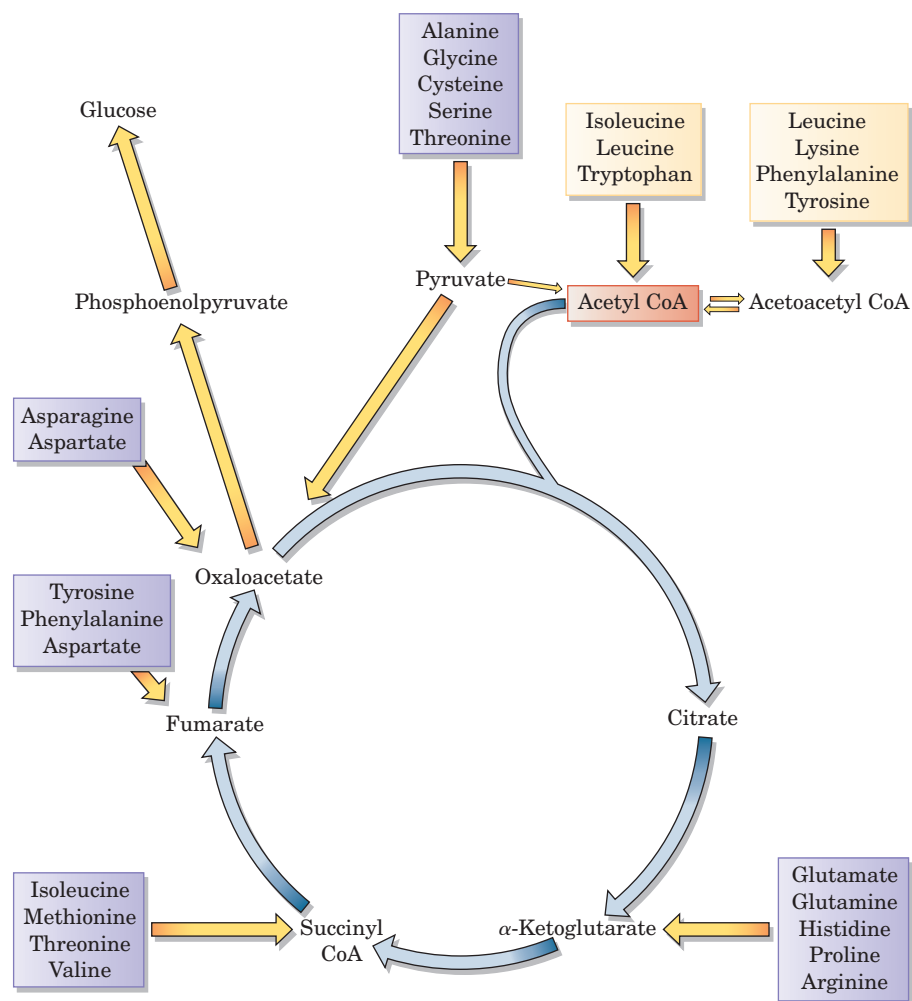 Alanine
Glycine
Cysteine
Serine
Threonine
Glucose
Isoleucine
Leucine
Tryptophan
Leucine
Lysine
Phenylalanine
Tyrosine
Pyruvate
Acetyl CoA
Acetoacetyl CoA
Phosphoenolpyruvate
Asparagine
Aspartate
Oxaloacetate
Tyrosine
Phenylalanine
Aspartate
Fumarate
Citrate
Isoleucine
Methionine
Threonine
Valine
Succinyl
CoA
α-Ketoglutarate
Glutamate
Glutamine
Histidine
Proline
Arginine